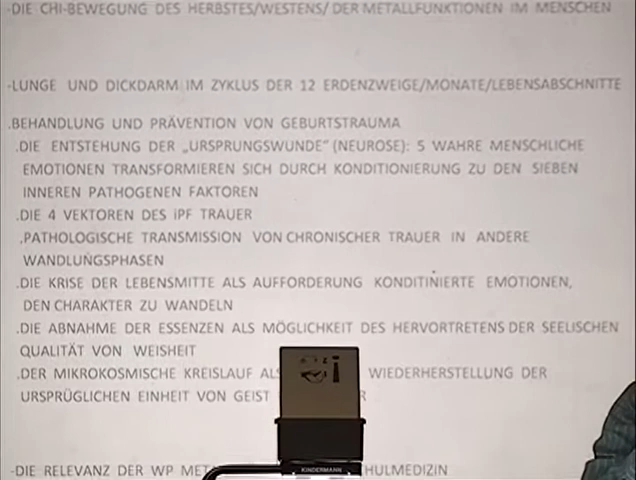 -DIE CHI-BEWEGUNG DES HERBSTES/WESTENS/ DER METALLFUNKTIONEN IM MENSCHEN
-LUNGE UND DICKDARM IM ZYKLUS DER 12 ERDENZWEIGE/MONATE/LEBENSABSCHNITTE
.BEHANDLUNG UND PRÄVENTION VON GEBURTSTRAUMA
.DIE ENTSTEHUNG DER „URSPRUNGSWUNDE“ (NEUROSE): 5 WAHRE MENSCHLICHE
EMOTIONEN TRANSFORMIEREN SICH DURCH KONDITIONIERUNG ZU DEN SIEBEN
INNEREN PATHOGENEN FAKTOREN
.DIE 4 VEKTOREN DES iPF TRAUER
.PATHOLOGISCHE TRANSMISSION VON CHRONISCHER TRAUER IN ANDERE
WANDLUNGSPHASEN
.DIE KRISE DER LEBENSMITTE ALS AUFFORDERUNG KONDITINIERTE EMOTIONEN,
DEN CHARAKTER ZU WANDELN
.DIE ABNAHME DER ESSENZEN ALS MÖGLICHKEIT DES HERVORTRETENS DER SEELISCHEN
QUALITÄT VON WEISHEIT
.DER MIKROKOSMISCHE KREISLAUF ALS WIEDERHERSTELLUNG DER
URSPRÜGLICHEN EINHEIT VON GEIST R
-DIE RELEVANZ DER WP MET HULMEDIZIN
KINDERMANN